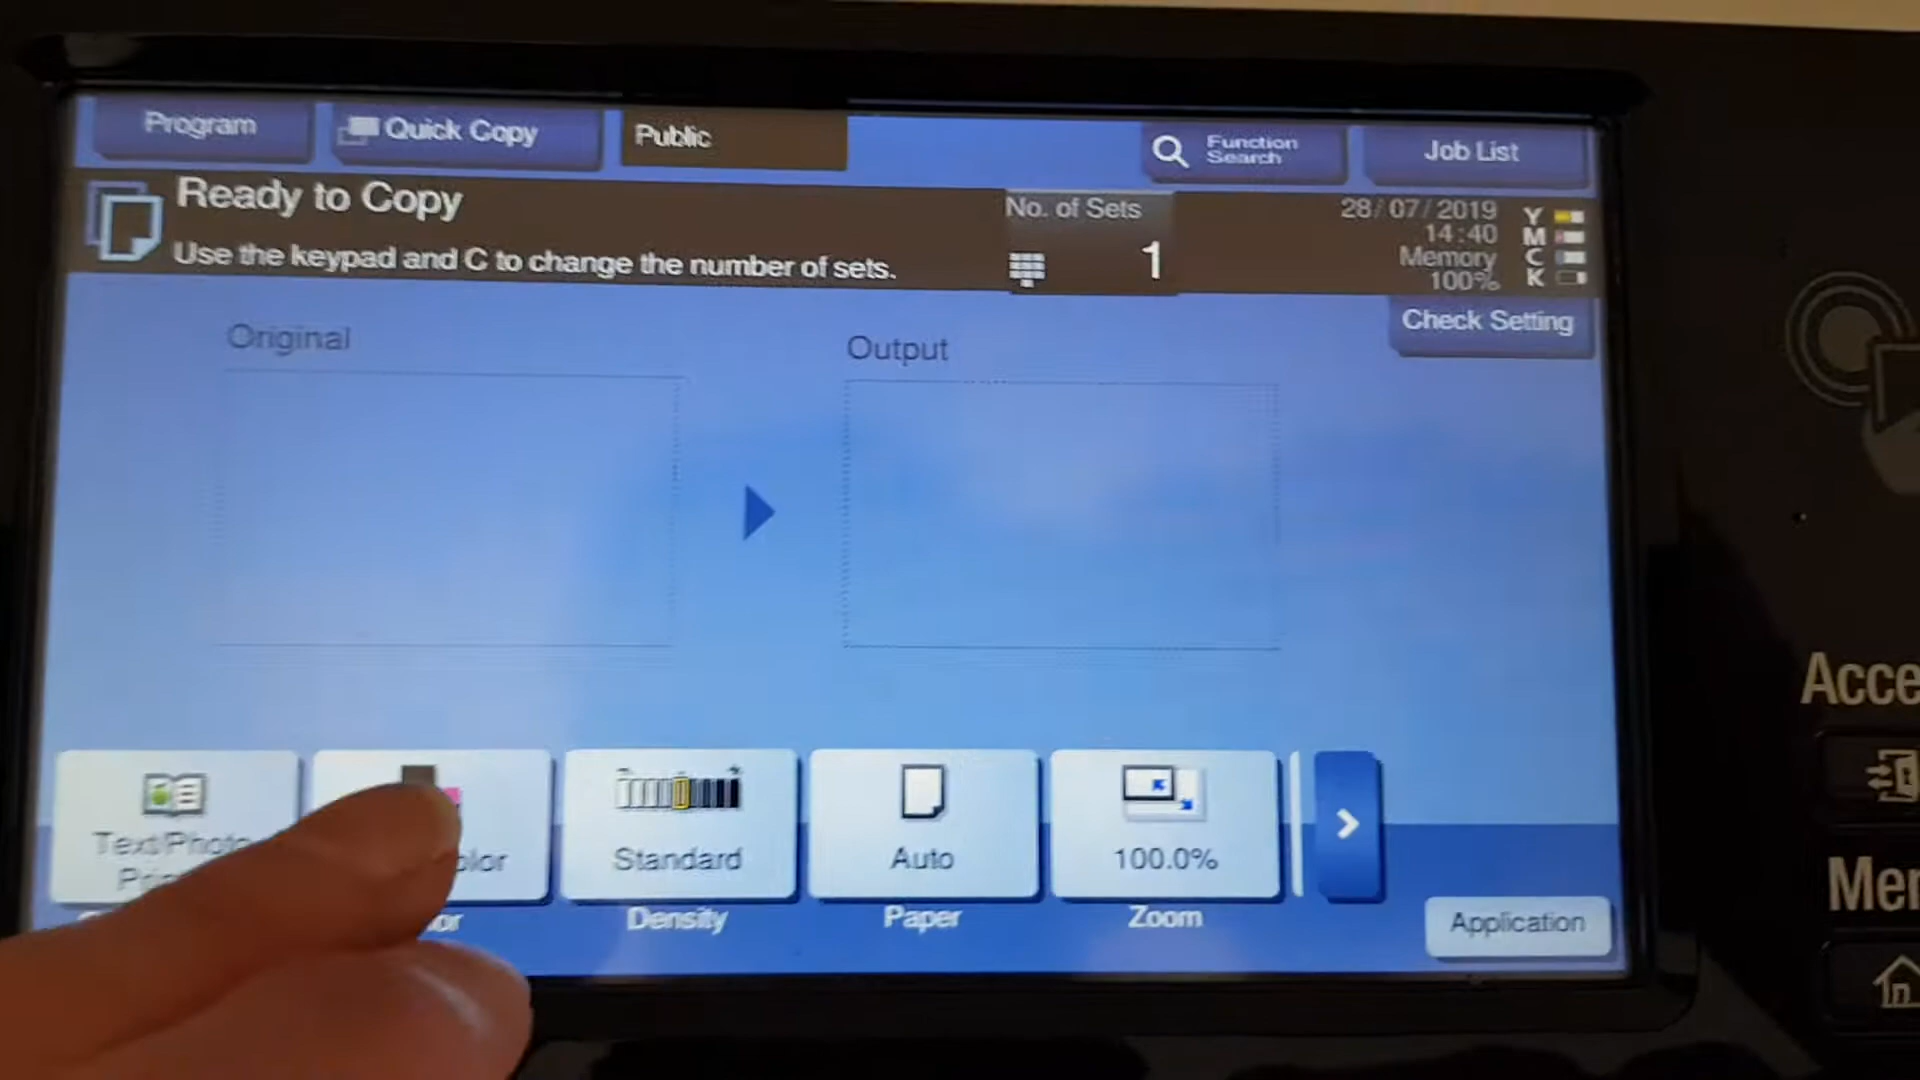 Program
Quick Copy
Public
Function
Search
Job List
Ready to Copy
Use the keypad and C to change the number of sets.
No. of Sets
1
28/07/2019
14:40
Memory
100%
Y
M
C
K
Check Setting
Original
Output
Text/Photo
Standard
Auto
100.0%
Density
Paper
Zoom
Application